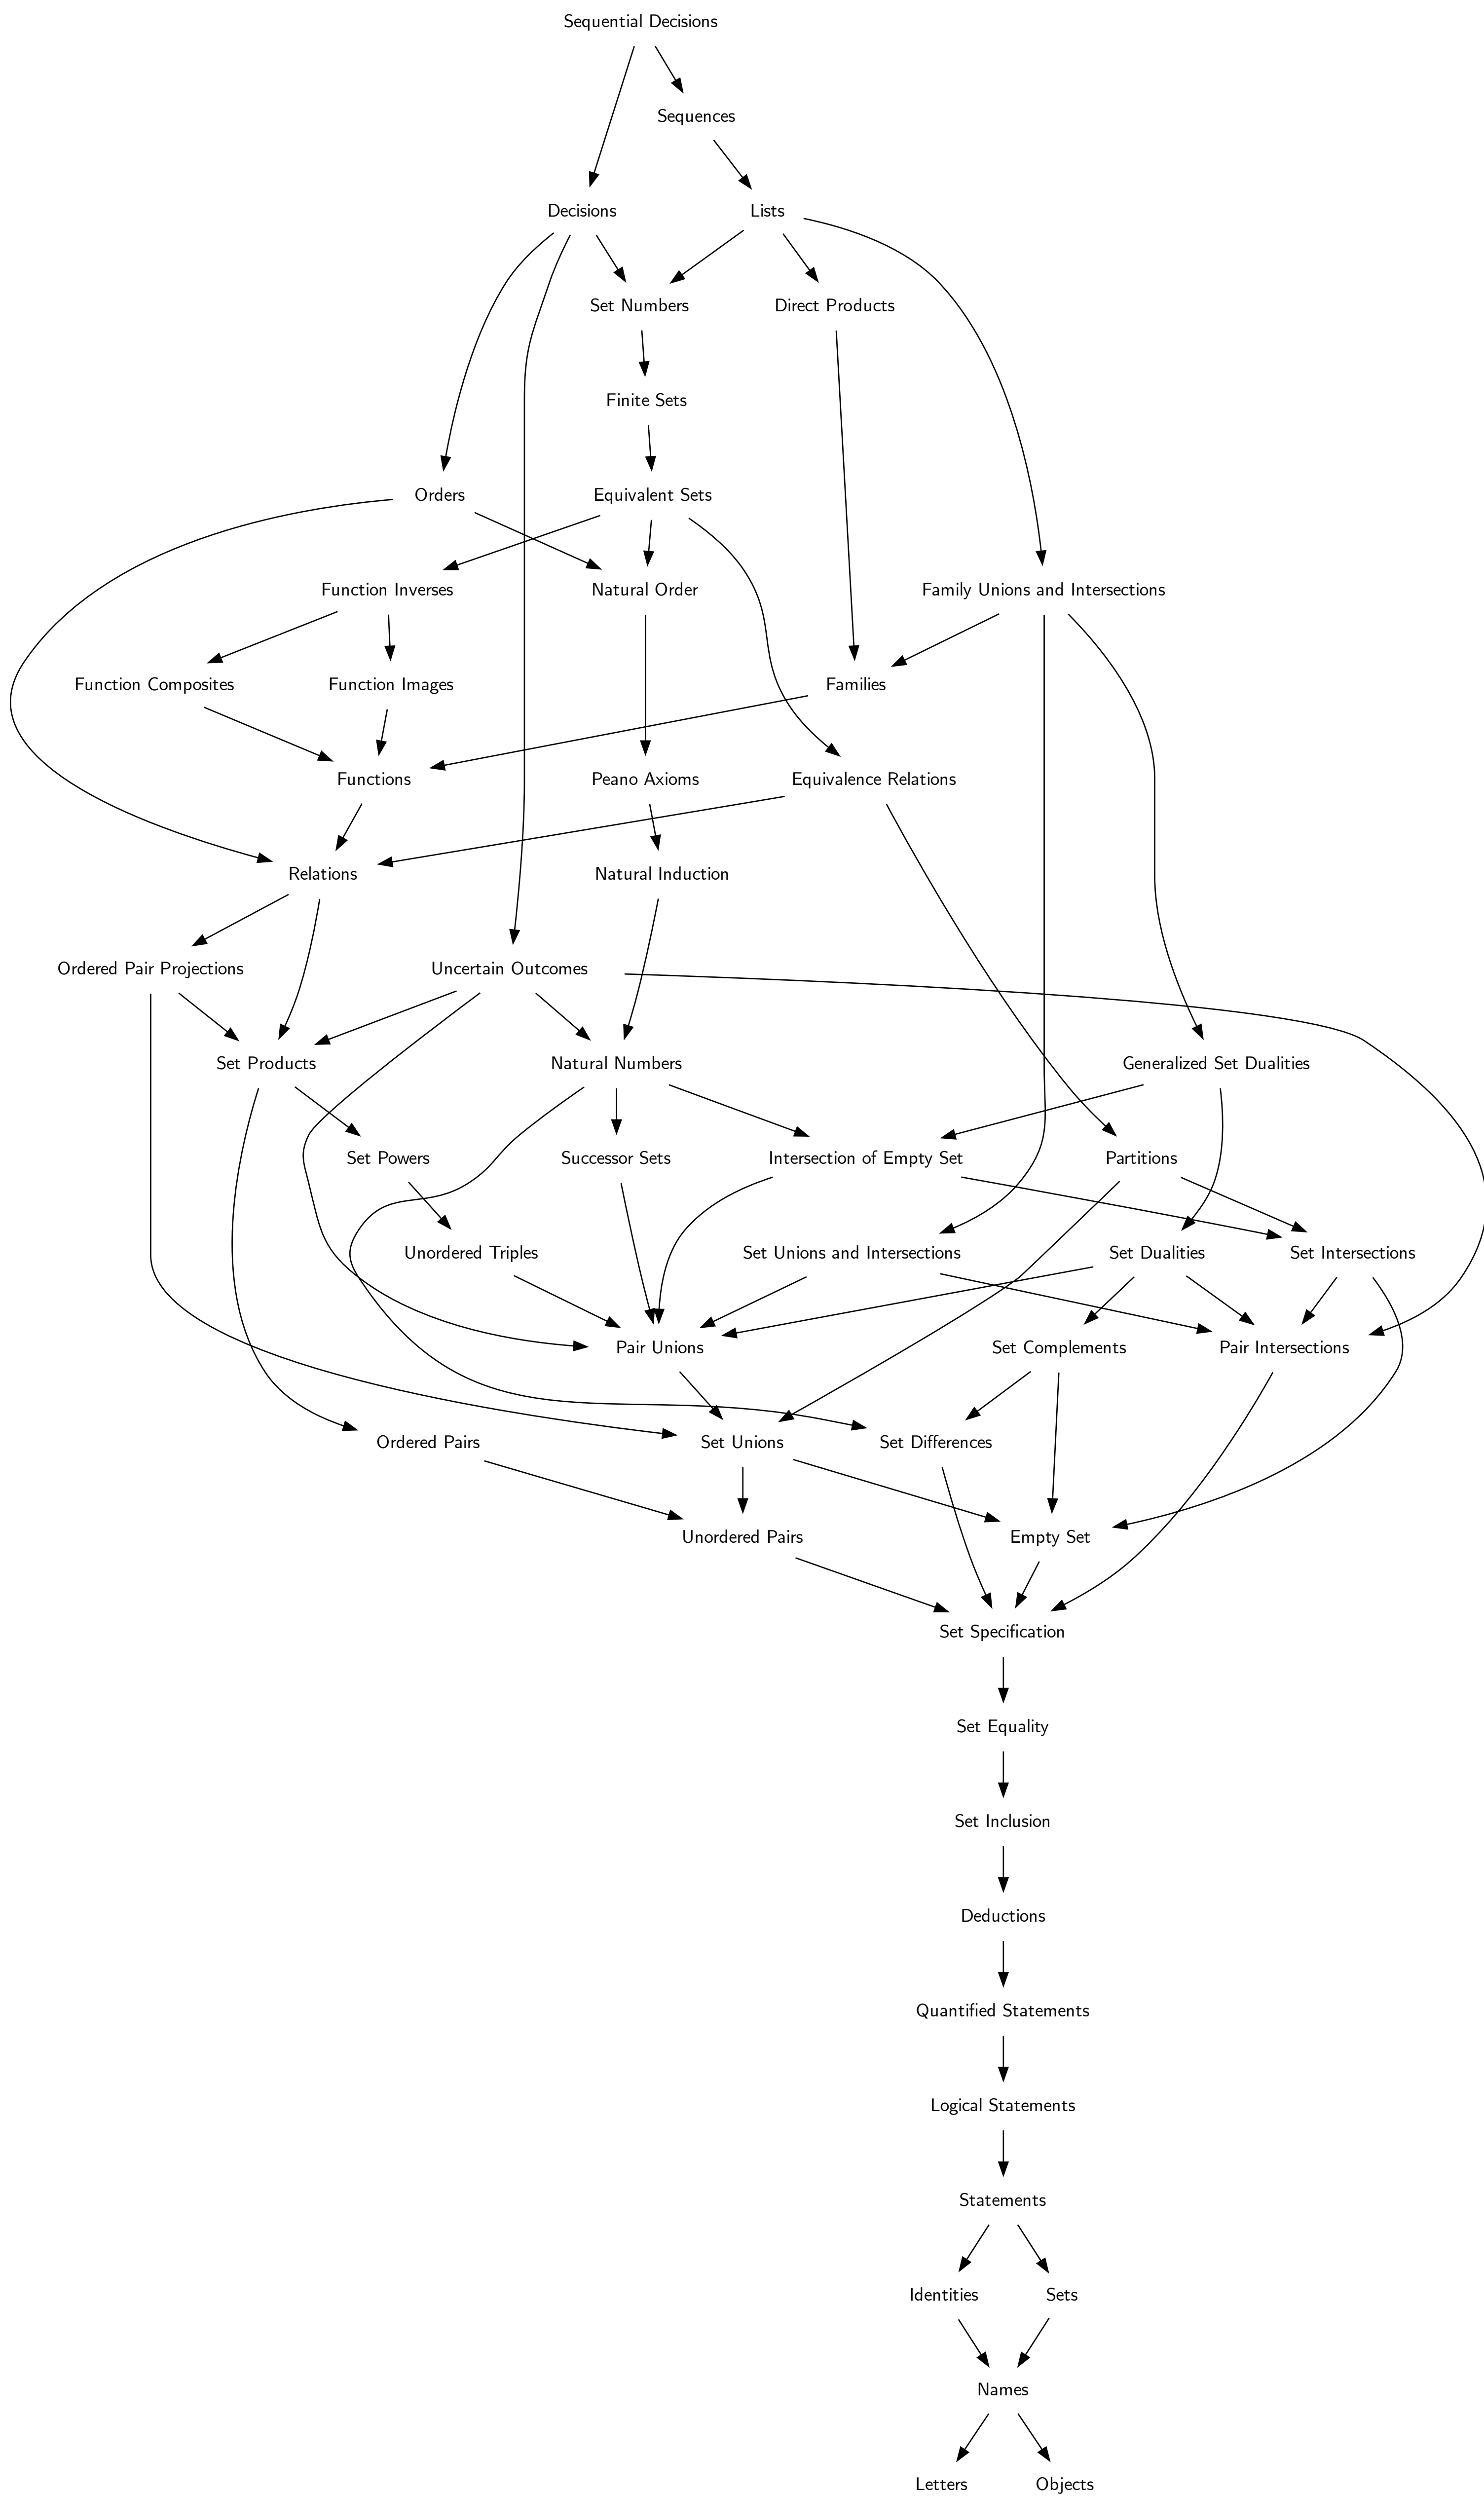 Sequential Decisions
Sequences
Decisions
Lists
Set Numbers
Direct Products
Finite Sets
Orders
Equivalent Sets
Function Inverses
Natural Order
Family Unions and Intersections
Function Composites
Function Images
Families
Functions
Peano Axioms
Equivalence Relations
Relations
Natural Induction
Ordered Pair Projections
Uncertain Outcomes
Set Products
Natural Numbers
Generalized Set Dualities
Set Powers
Successor Sets
Intersection of Empty Set
Partitions
Unordered Triples
Set Unions and Intersections
Set Dualities
Set Intersections
Pair Unions
Set Complements
Pair Intersections
Ordered Pairs
Set Unions
Set Differences
Unordered Pairs
Empty Set
Set Specification
Set Equality
Set Inclusion
Deductions
Quantified Statements
Logical Statements
Statements
Identities
Sets
Names
Letters
Objects